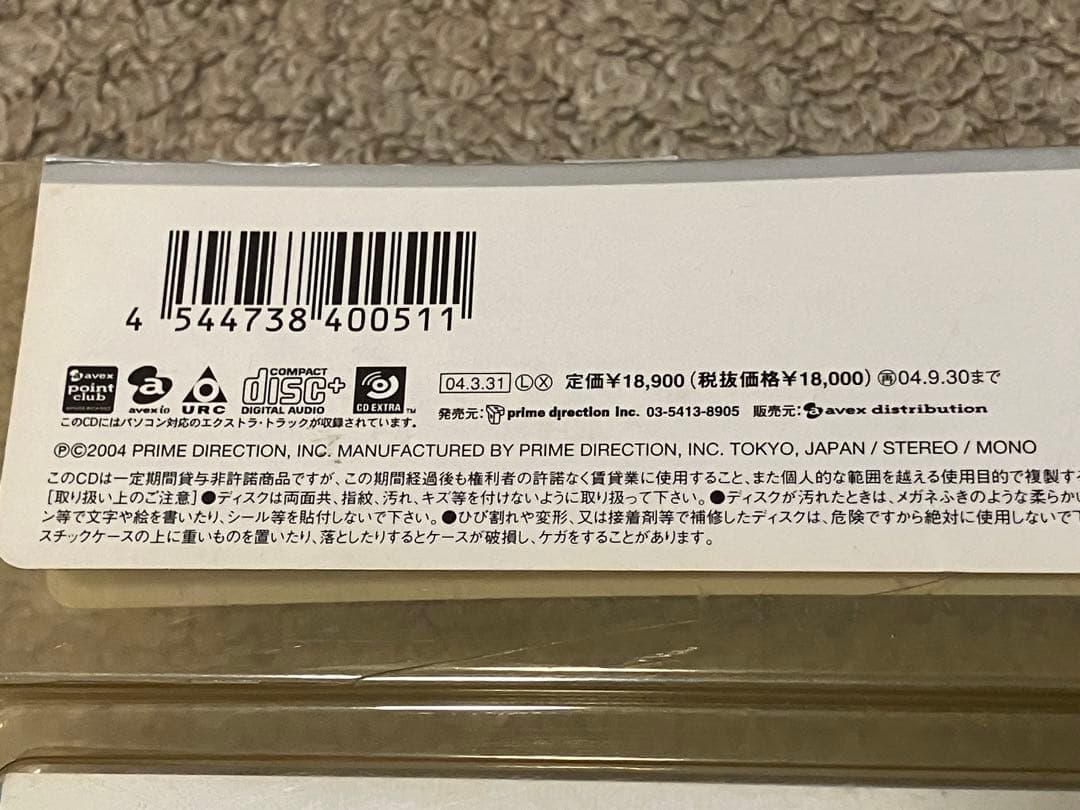 4 544738 400511
avex point club
avex io
URC
COMPACT disc+ DIGITAL AUDIO
CD EXTRA™
04.3.31 Ⓛ Ⓧ 定価¥18,900(税抜価格¥18,000) ㊢04.9.30まで
このCDにはパソコン対応のエクストラ・トラックが収録されています。
発売元: prime direction Inc. 03-5413-8905 販売元: avex distribution
ⓅⒸ2004 PRIME DIRECTION, INC. MANUFACTURED BY PRIME DIRECTION, INC. TOKYO, JAPAN / STEREO / MONO
このCDは一定期間貸与非許諾商品ですが、この期間経過後も権利者の許諾なく賃貸業に使用すること、また個人的な範囲を越える使用目的で複製す
[取り扱い上のご注意]●ディスクは両面共、指紋、汚れ、キズ等を付けないように取り扱って下さい。●ディスクが汚れたときは、メガネふきのような柔らか
ン等で文字や絵を書いたり、シール等を貼付しないで下さい。●ひび割れや変形、又は接着剤等で補修したディスクは、危険ですから絶対に使用しないで
スチックケースの上に重いものを置いたり、落としたりするとケースが破損し、ケガをすることがあります。